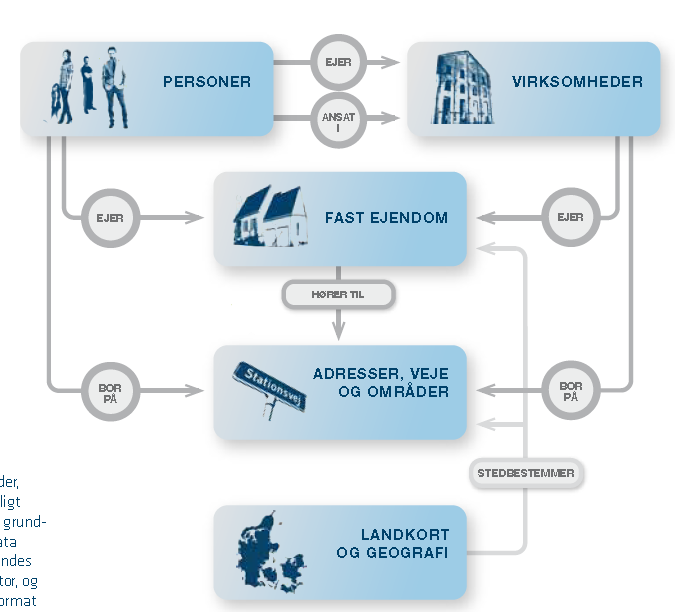 PERSONER
EJER
VIRKSOMHEDER
ANSAT
I
EJER
FAST EJENDOM
EJER
HØRER TIL
Stationsvej
ADRESSER, VEJE
OG OMRÅDER
BOR
PÅ
BOR
PÅ
STEDBESTEMMER
LANDKORT
OG GEOGRAFI
der,
ligt
grund-
ata
endes
tor, og
ormat